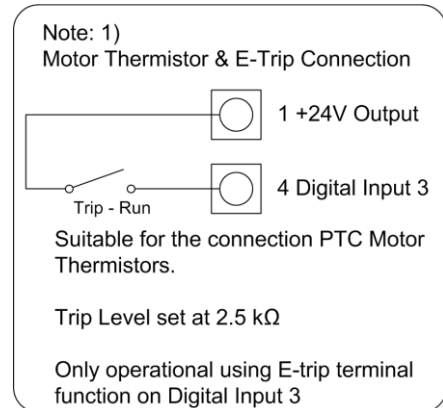 Note: 1)
Motor Thermistor & E-Trip Connection
1 +24V Output
4 Digital Input 3
Trip - Run
Suitable for the connection PTC Motor
Thermistors.
Trip Level set at 2.5 kΩ
Only operational using E-trip terminal
function on Digital Input 3